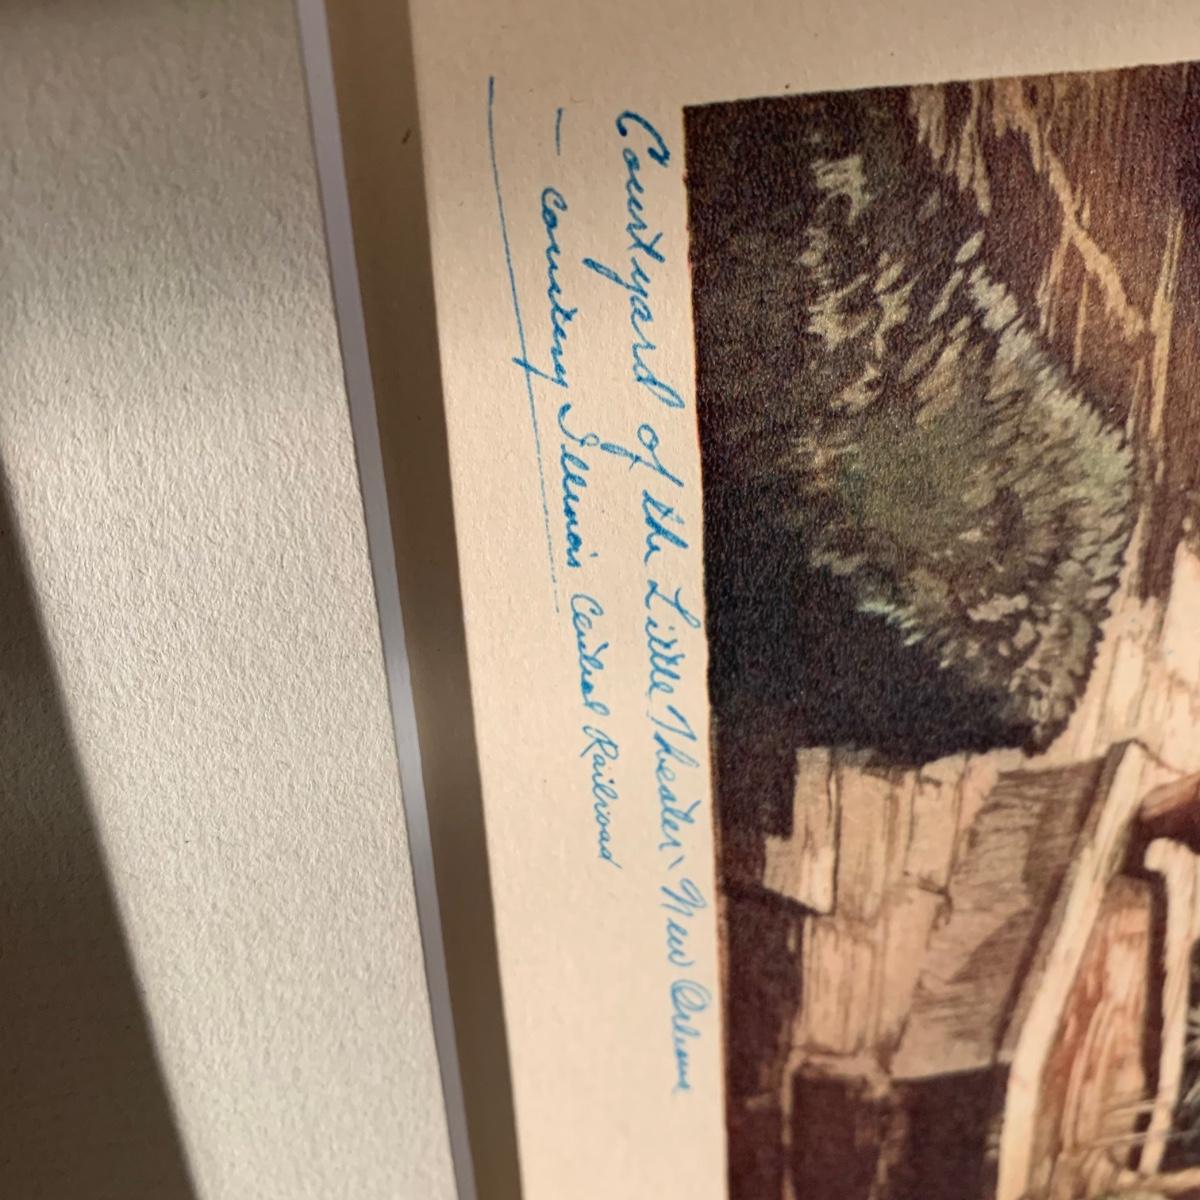 Courtyard of the Little Theater, New Orleans
- courtesy Illinois Central Railroad